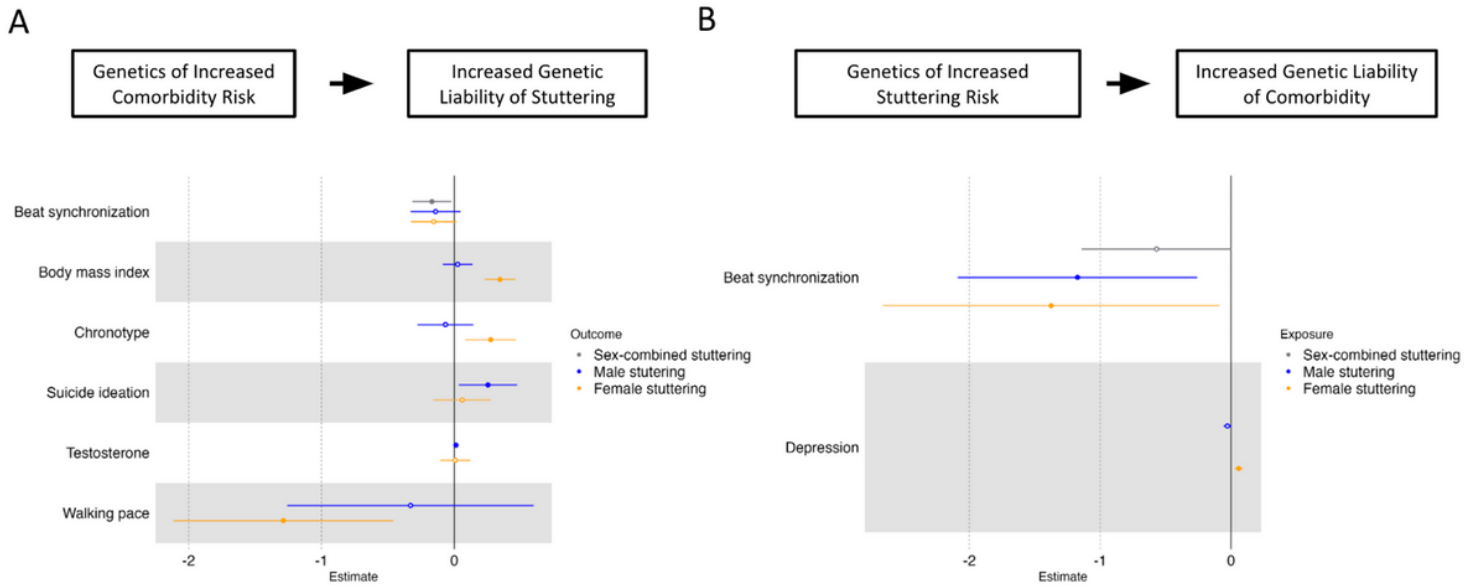 A
Genetics of Increased
Comorbidity Risk
Increased Genetic
Liability of Stuttering
Beat synchronization
Body mass index
Chronotype
Suicide ideation
Testosterone
Walking pace
Outcome
Sex-combined stuttering
Male stutering
Female stuttering
-2
-1
0
Estimate
B
Genetics of Increased
Stuttering Risk
Increased Genetic Liability
of Comorbidity
Beat synchronization
Depression
Exposure
Sex-combined stuttering
Male stutering
Female stuttering
-2
-1
0
Estimate